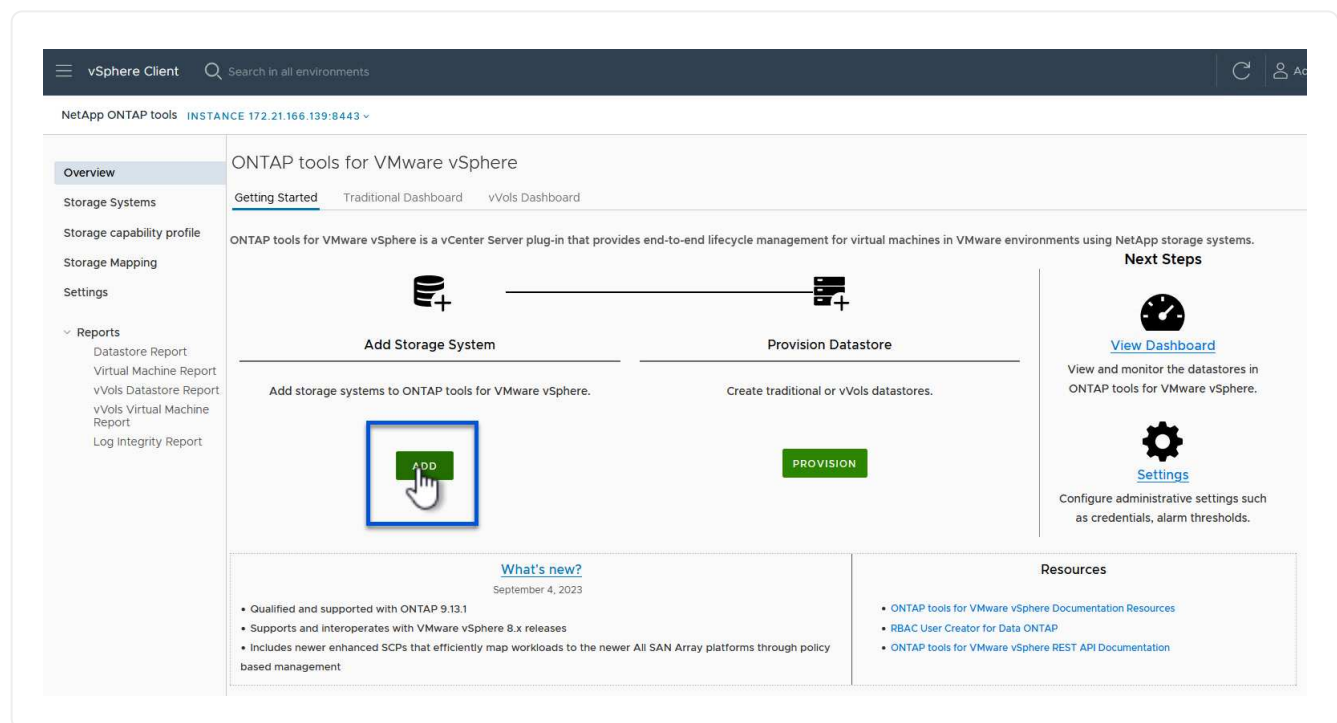 vSphere Client
Search in all environments
NetApp ONTAP tools INSTANCE 172.21.166.139:8443
Overview
Storage Systems
Storage capability profile
Storage Mapping
Settings
Reports
Datastore Report
Virtual Machine Report
vVols Datastore Report
vVols Virtual Machine
Report
Log Integrity Report
ONTAP tools for VMware vSphere
Getting Started Traditional Dashboard vVols Dashboard
ONTAP tools for VMware vSphere is a vCenter Server plug-in that provides end-to-end lifecycle management for virtual machines in VMware environments using NetApp storage systems.
Add Storage System
Add storage systems to ONTAP tools for VMware vSphere.
ADD
Provision Datastore
Create traditional or vVols datastores.
PROVISION
Next Steps
View Dashboard
View and monitor the datastores in
ONTAP tools for VMware vSphere.
Settings
Configure administrative settings such
as credentials, alarm thresholds.
What's new?
September 4, 2023
• Qualified and supported with ONTAP 9.13.1
• Supports and interoperates with VMware vSphere 8.x releases
• Includes newer enhanced SCPs that efficiently map workloads to the newer All SAN Array platforms through policy
based management
Resources
• ONTAP tools for VMware vSphere Documentation Resources
• RBAC User Creator for Data ONTAP
• ONTAP tools for VMware vSphere REST API Documentation